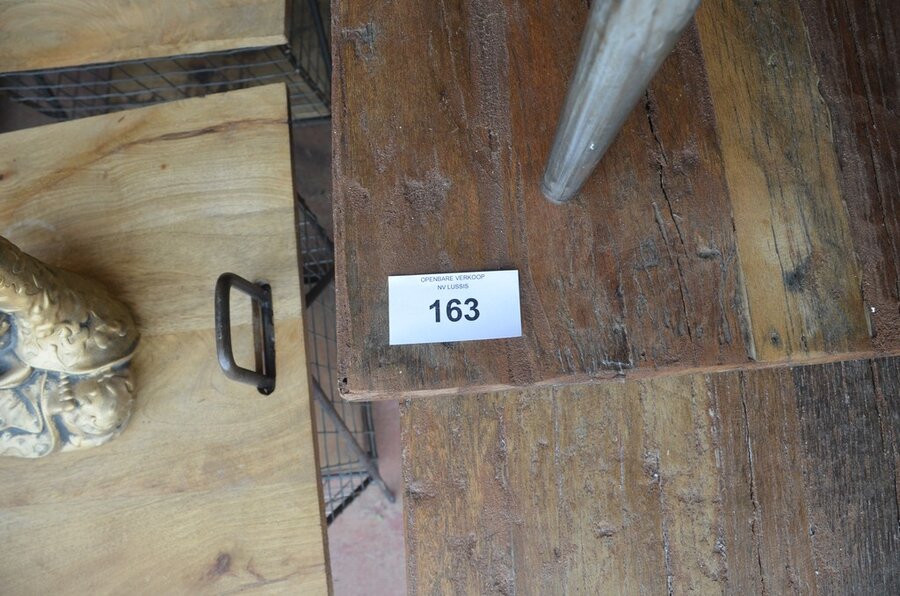 OPENBARE VERKOOP
NV LUSSIS
163